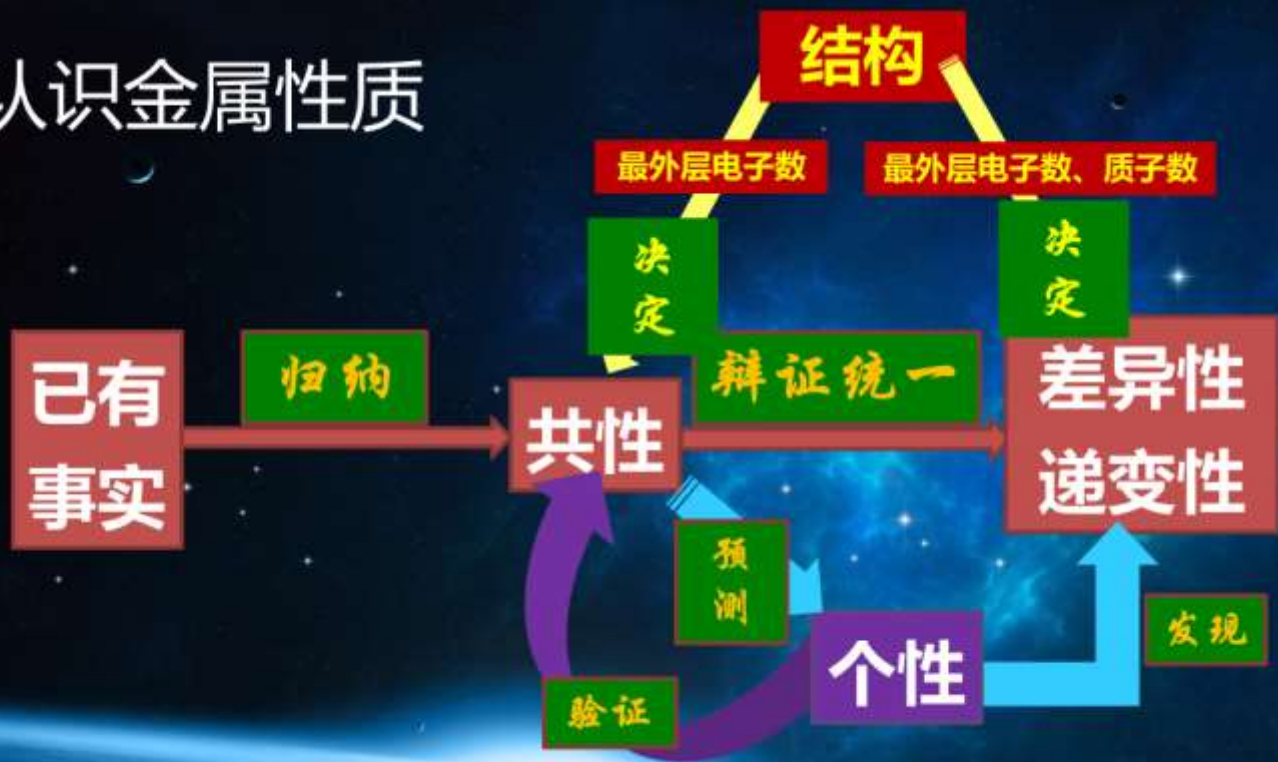 认识金属性质
结构
最外层电子数
最外层电子数、质子数
决
定
决
定
已有
事实
归纳
共性
辩证统一
差异性
递变性
预
测
个性
发现
验证